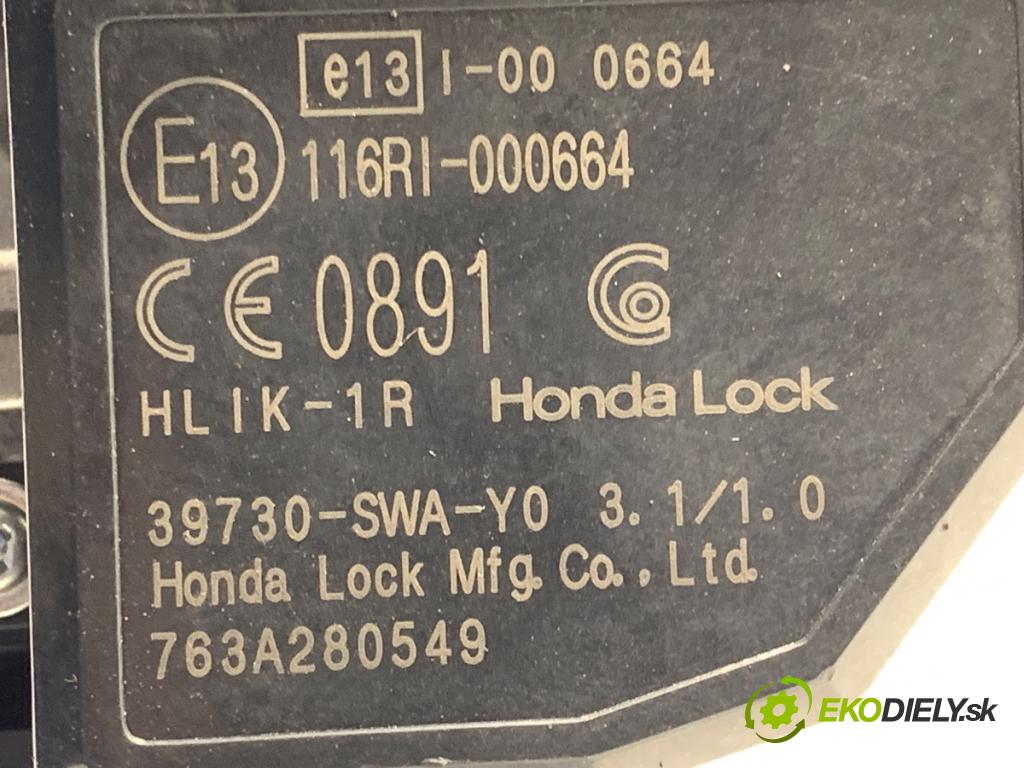 e13 I-00 0664
E13 116RI-000664
CE 0891
HLIK-1R Honda Lock
39730-SWA-Y0 3.1/1.0
Honda Lock Mfg. Co., Ltd.
763A280549
EKODIELY.sk